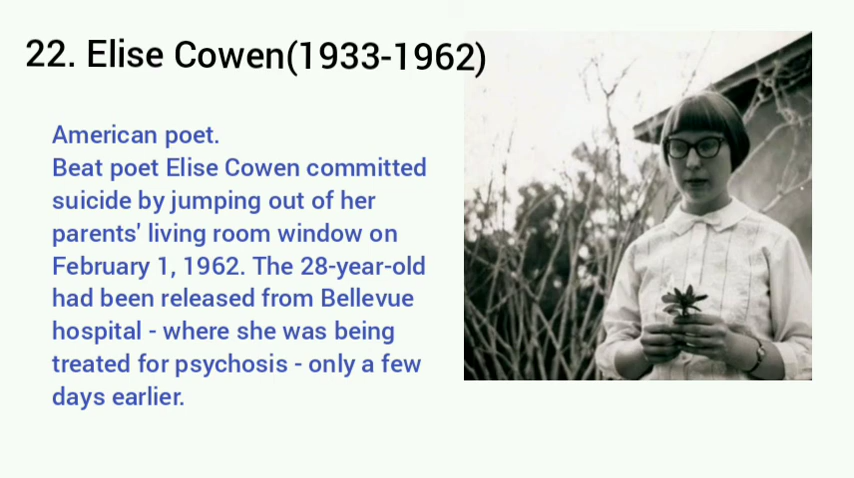 22. Elise Cowen(1933-1962)
American poet.
Beat poet Elise Cowen committed
suicide by jumping out of her
parents' living room window on
February 1, 1962. The 28-year-old
had been released from Bellevue
hospital - where she was being
treated for psychosis - only a few
days earlier.